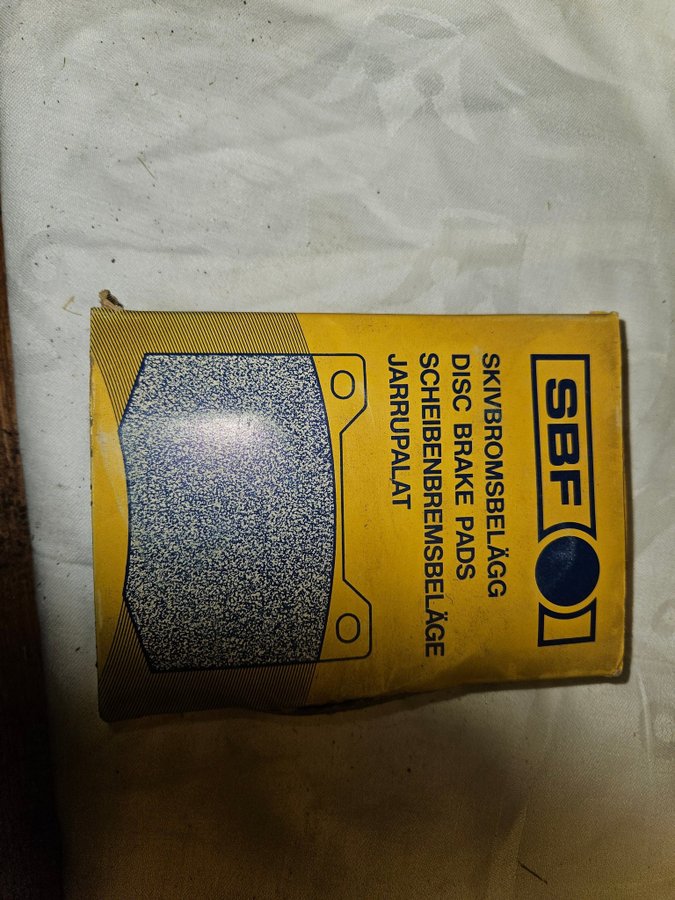 SBF
SKIVBROMSBELÄGG
DISC BRAKE PADS
SCHEIBENBREMSBELÄGE
JARRUPALAT